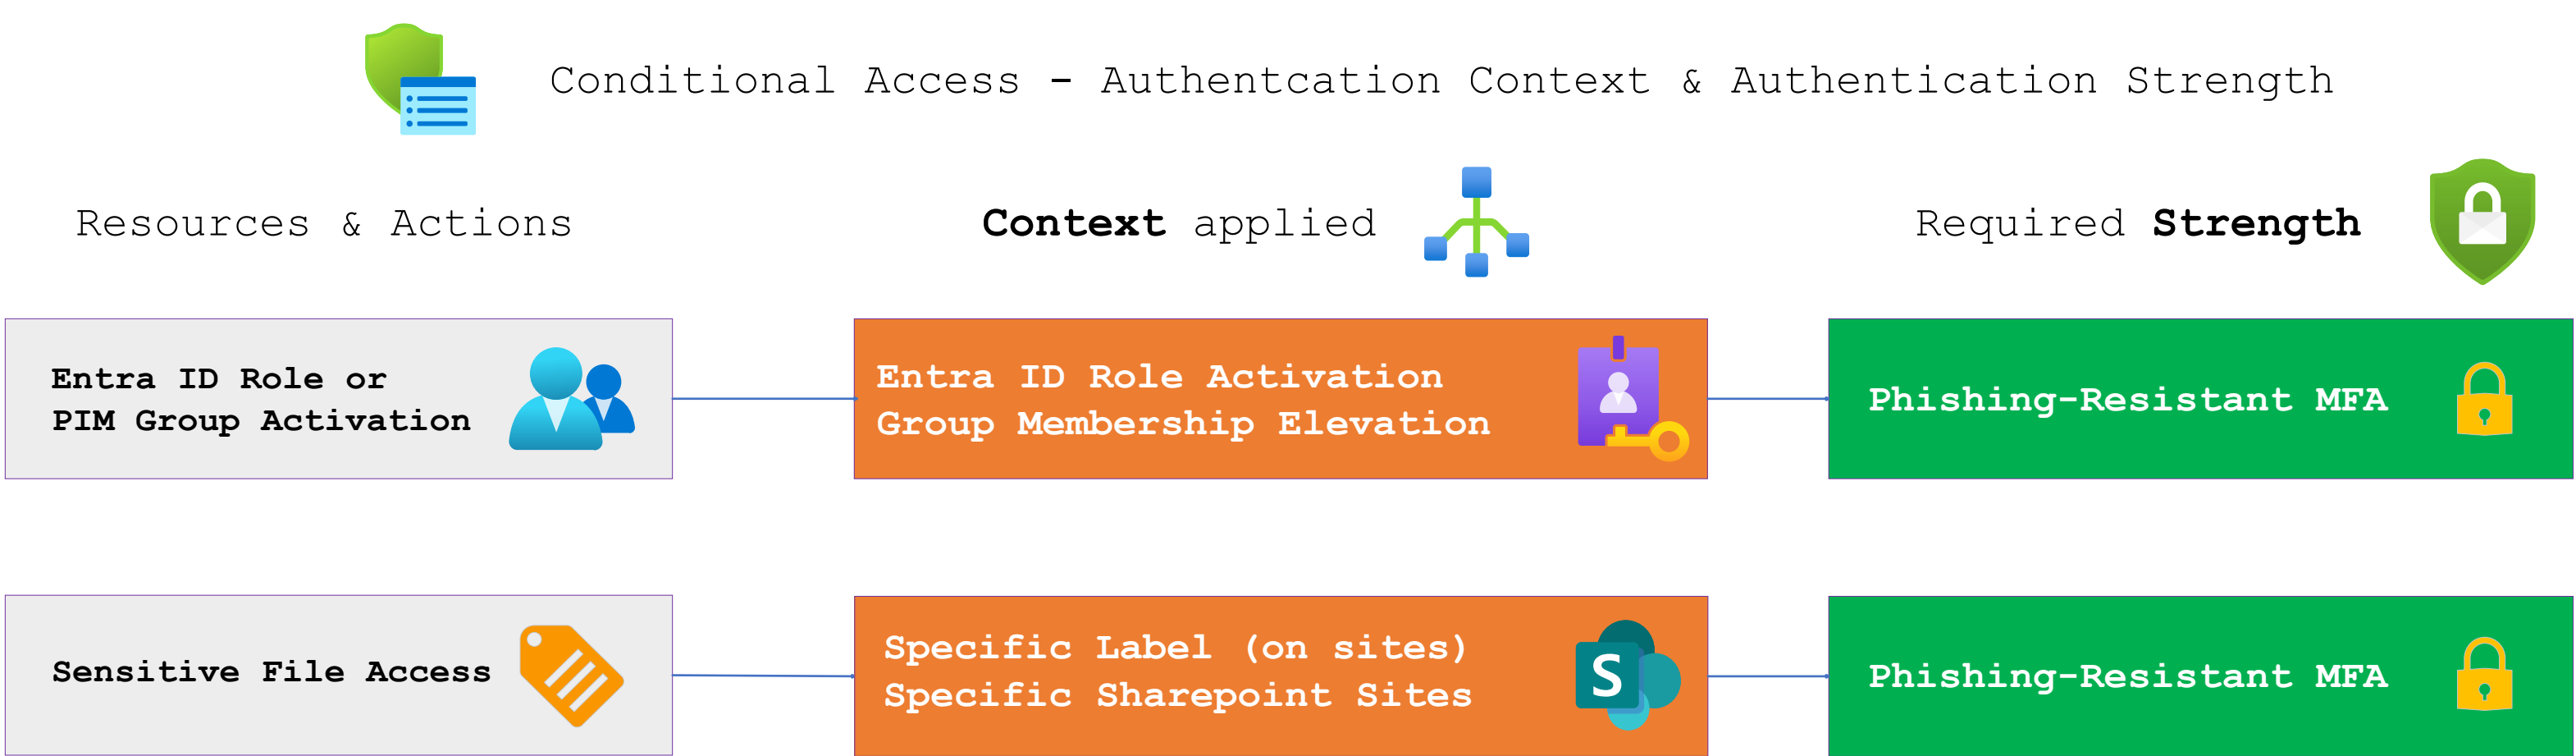 Conditional Access - Authentcation Context & Authentication Strength
Resources & Actions
Context applied
Required Strength
Entra ID Role or
PIM Group Activation
Entra ID Role Activation
Group Membership Elevation
Phishing-Resistant MFA
Sensitive File Access
Specific Label (on sites)
Specific Sharepoint Sites
S
Phishing-Resistant MFA